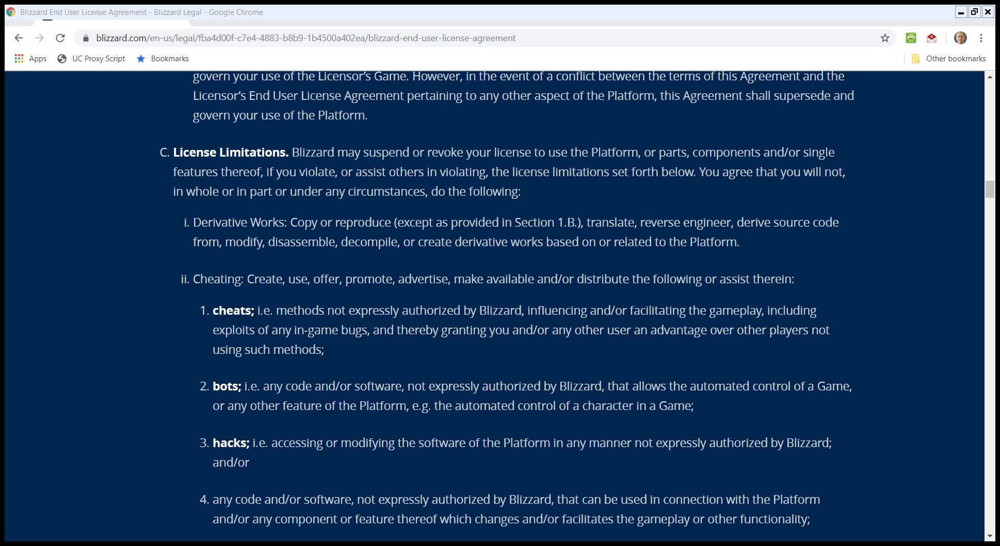 Blizzard End User License Agreement - Blizzard Legal - Google Chrome
blizzard.com/en-us/legal/fba4d00f-c7e4-4883-b8b9-1b4500a402ea/blizzard-end-user-license-agreement
Apps UC Proxy Script Bookmarks Other bookmarks
govern your use of the Licensor’s Game. However, in the event of a conflict between the terms of this Agreement and the
Licensor’s End User License Agreement pertaining to any other aspect of the Platform, this Agreement shall supersede and
govern your use of the Platform.
C. License Limitations. Blizzard may suspend or revoke your license to use the Platform, or parts, components and/or single
features thereof, if you violate, or assist others in violating, the license limitations set forth below. You agree that you will not,
in whole or in part or under any circumstances, do the following:
i. Derivative Works: Copy or reproduce (except as provided in Section 1.B.), translate, reverse engineer, derive source code
from, modify, disassemble, decompile, or create derivative works based on or related to the Platform.
ii. Cheating: Create, use, offer, promote, advertise, make available and/or distribute the following or assist therein:
1. cheats; i.e. methods not expressly authorized by Blizzard, influencing and/or facilitating the gameplay, including
exploits of any in-game bugs, and thereby granting you and/or any other user an advantage over other players not
using such methods;
2. bots; i.e. any code and/or software, not expressly authorized by Blizzard, that allows the automated control of a Game,
or any other feature of the Platform, e.g. the automated control of a character in a Game;
3. hacks; i.e. accessing or modifying the software of the Platform in any manner not expressly authorized by Blizzard;
and/or
4. any code and/or software, not expressly authorized by Blizzard, that can be used in connection with the Platform
and/or any component or feature thereof which changes and/or facilitates the gameplay or other functionality;